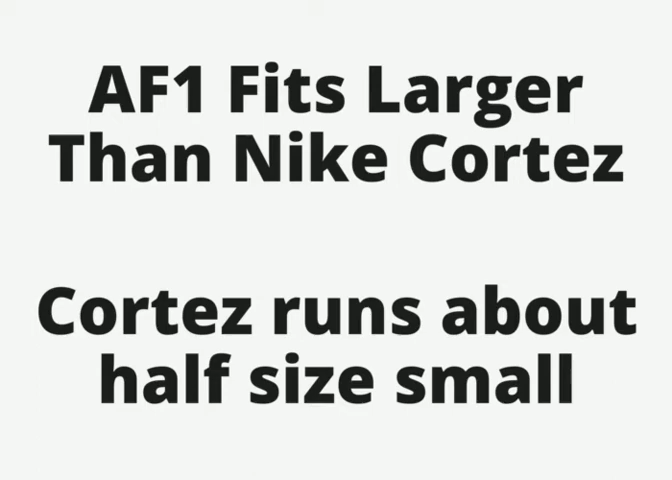 AF1 Fits Larger
Than Nike Cortez
Cortez runs about
half size small